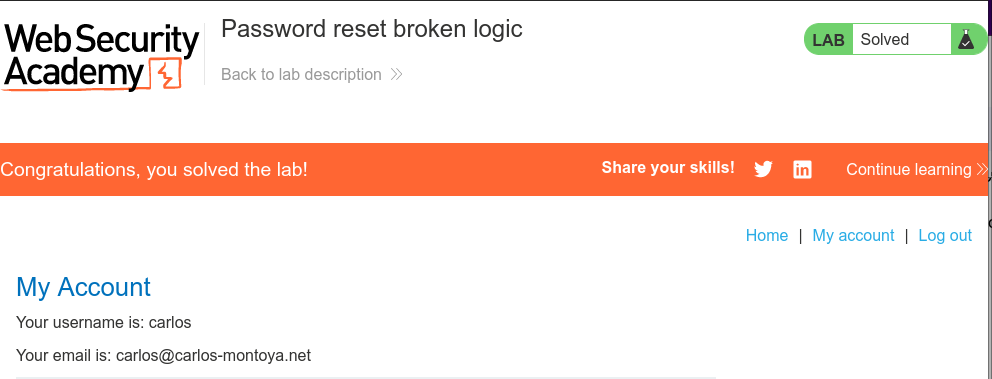 Web Security
Academy
Password reset broken logic
Back to lab description
LAB Solved
Congratulations, you solved the lab!
Share your skills!
in
Continue learning
Home | My account | Log out
My Account
Your username is: carlos
Your email is: carlos@carlos-montoya.net